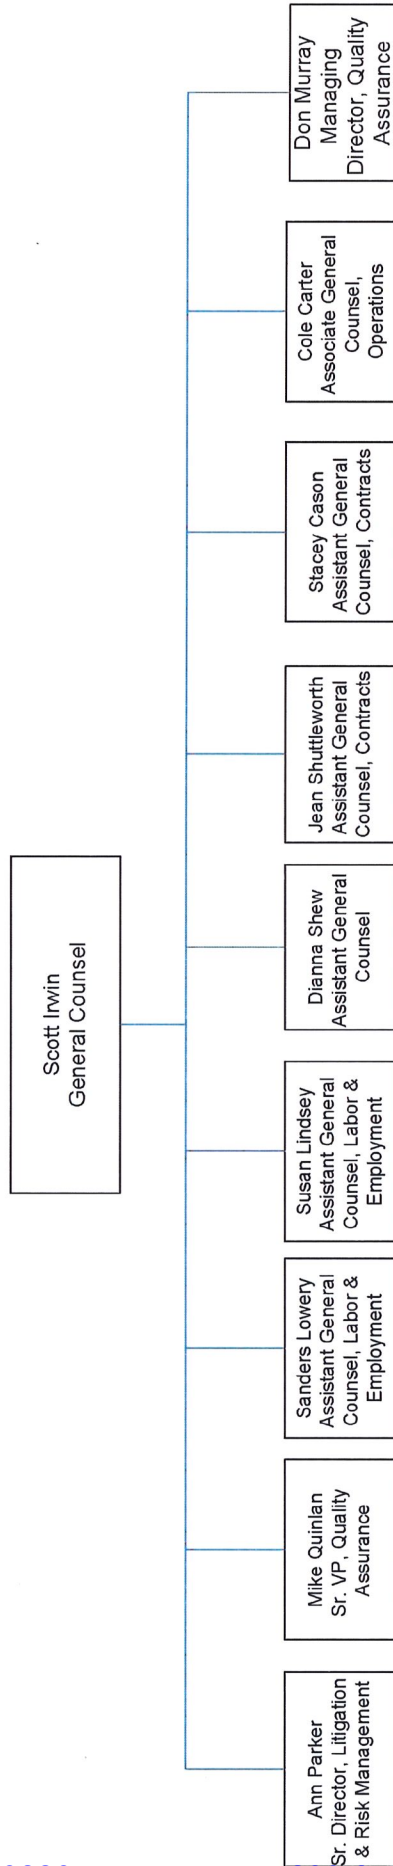 Scott Irwin
General Counsel
Ann Parker
Sr. Director, Litigation
& Risk Management
Mike Quinlan
Sr. VP, Quality
Assurance
Sanders Lowery
Assistant General
Counsel, Labor &
Employment
Susan Lindsey
Assistant General
Counsel, Labor &
Employment
Dianna Shew
Assistant General
Counsel
Jean Shuttleworth
Assistant General
Counsel, Contracts
Stacey Cason
Assistant General
Counsel, Contracts
Cole Carter
Associate General
Counsel,
Operations
Don Murray
Managing
Director, Quality
Assurance